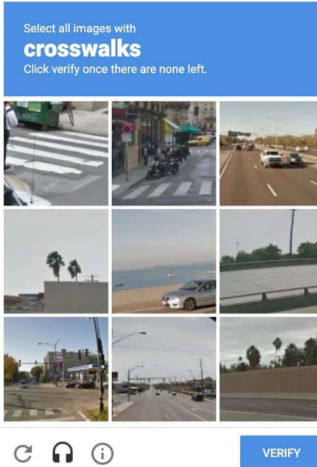 Select all images with
crosswalks
Click verify once there are none left.
VERIFY